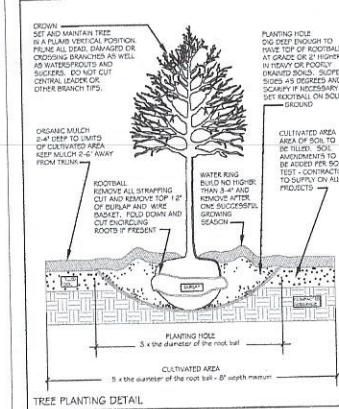 CROWN
SET AND MAINTAIN TREE
IN A PLUMB VERTICAL POSITION.
PRUNE ALL DEAD, DAMAGED OR
CROSSING BRANCHES AS WELL
AS WATERSPROUTS AND
SUCKERS. DO NOT CUT
CENTRAL LEADER OR
OTHER BRANCH TIPS.
PLANTING HOLE
DIG DEEP ENOUGH TO
HAVE TOP OF ROOTBALL
AT GRADE OR 2" HIGHER
IN HEAVY OR POORLY
DRAINED SOILS. SLOPE
SIDES 45 DEGREES AND
SCARIFY IF NECESSARY
SET ROOTBALL ON
GROUND
ORGANIC MULCH
2-4" DEEP TO LIMITS
OF CULTIVATED AREA
KEEP MULCH 2-6" AWAY
FROM TRUNK
CULTIVATED AREA
AREA OF SOIL TO
BE TILLED. SOIL
AMENDMENTS TO
BE ADDED PER
TEST - CONTRACTOR
TO SUPPLY ON ALL
PROJECTS
ROOTBALL
REMOVE ALL STRAPPING
CUT AND REMOVE TOP 12"
OF BURLAP AND WIRE
BASKET. FOLD DOWN AND
CUT ENCIRCLING
ROOTS IF PRESENT
WATER RING
BUILD NO HIGHER
THAN 3-4" AND
REMOVE AFTER
ONE SUCCESSFUL
GROWING
SEASON
BURLAP
COMPACTED
SUBGRADE
PLANTING HOLE
3 x the diameter of the root ball
CULTIVATED AREA
5 x the diameter of the root ball - 8" depth minimum
TREE PLANTING DETAIL